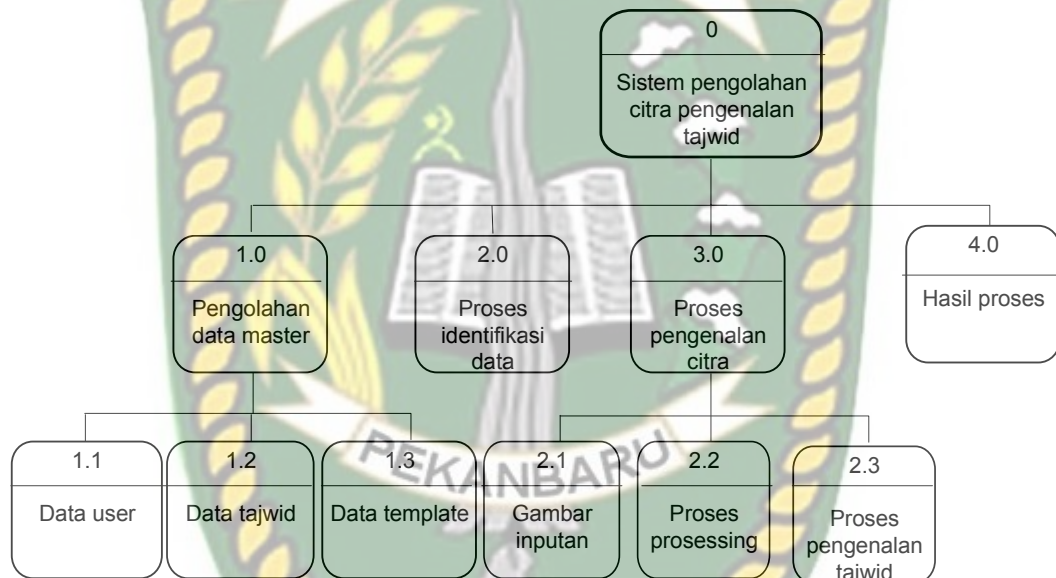 0
Sistem pengolahan
citra pengenalan
tajwid
1.0
Pengolahan
data master
2.0
Proses
identifikasi
data
3.0
Proses
pengenalan
citra
4.0
Hasil proses
1.1
Data user
1.2
Data tajwid
1.3
Data template
2.1
Gambar
inputan
2.2
Proses
prosessing
2.3
Proses
pengenalan
tajwid
PEKANBARU